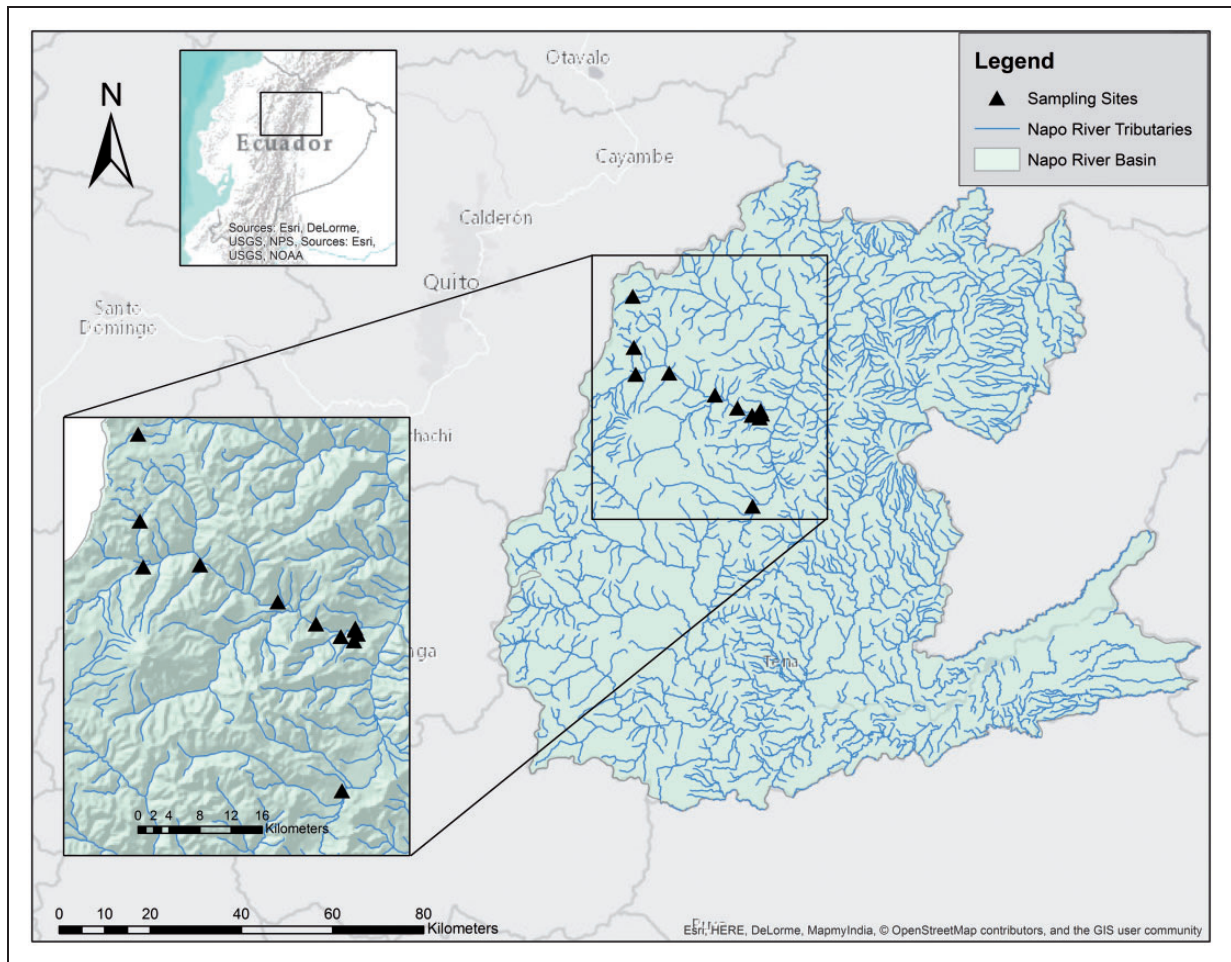 N
Ecuador
Sources: Esri, DeLorme,
USGS, NPS, Sources: Esri,
USGS, NOAA
Otavalo
Cayambe
Calderón
Quito
Santo
Domingo
Legend
Sampling Sites
Napo River Tributaries
Napo River Basin
chachi
aga
Tena
0 2 4 8 12 16
Kilometers
0 10 20 40 60 80
Kilometers
Esri, HERE, DeLorme, MapmyIndia, © OpenStreetMap contributors, and the GIS user community